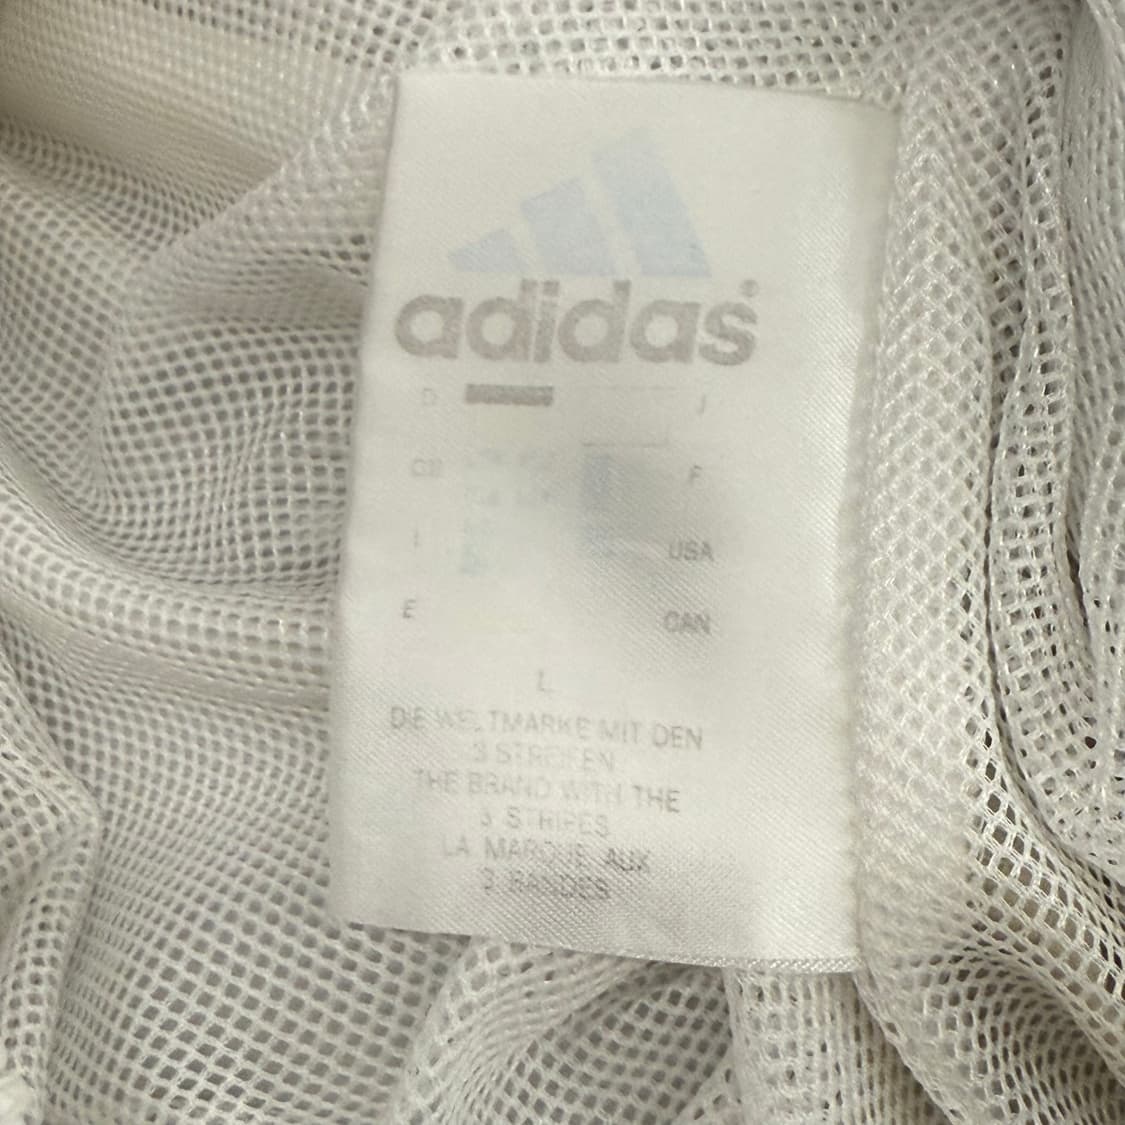 adidas®
D J
GB F
I USA
E CAN
L
DIE WELTMARKE MIT DEN
3 STREIFEN
THE BRAND WITH THE
3 STRIPES
LA MARQUE AUX
3 BANDES